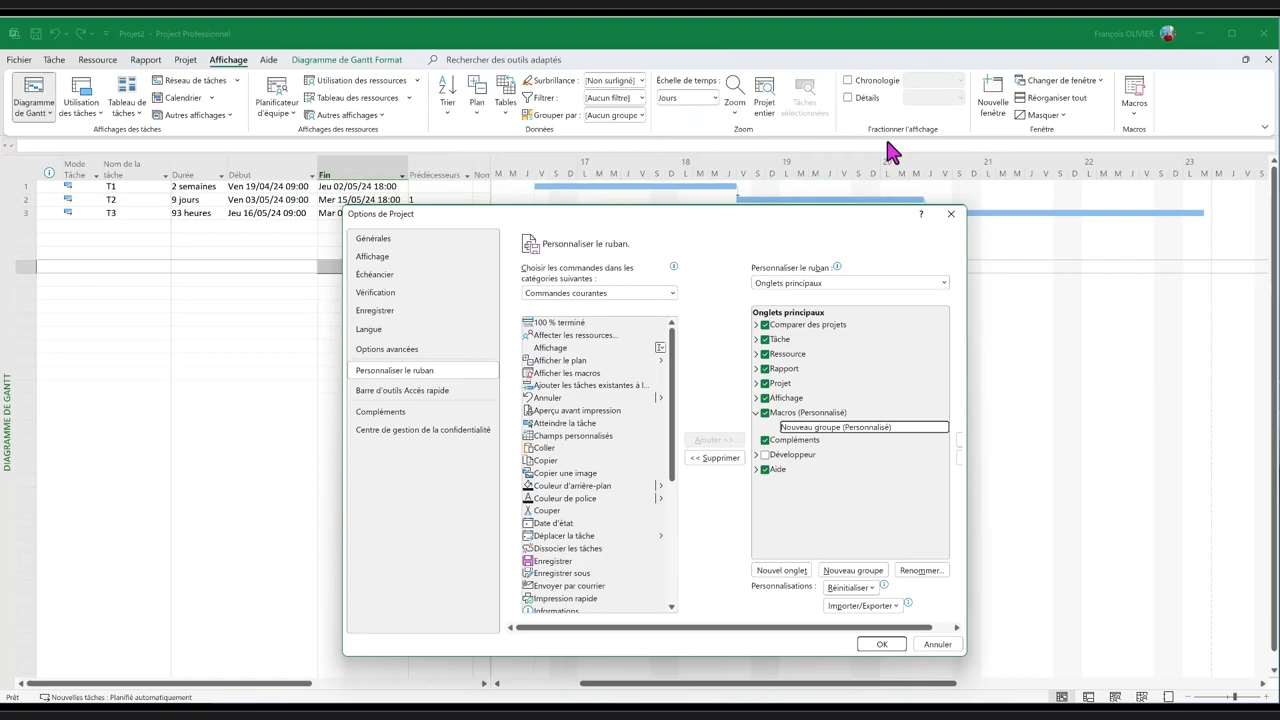 Projet2 - Project Professionnel
François OLIVIER
Fichier Tâche Ressource Rapport Projet Affichage Aide Diagramme de Gantt Format Rechercher des outils adaptés
Diagramme de Gantt
Utilisation des tâches
Tableau de tâches
Réseau de tâches
Calendrier
Autres affichages
Affichages des tâches
Planificateur d'équipe
Utilisation des ressources
Tableau des ressources
Autres affichages
Affichages des ressources
Trier
Plan
Tables
Surbrillance : [Non surligné]
Filtrer : [Aucun filtre]
Grouper par : [Aucun groupe
Données
Échelle de temps :
Jours
Zoom
Projet entier
Tâches sélectionnées
Zoom
Chronologie
Détails
Fractionner l'affichage
Nouvelle fenêtre
Changer de fenêtre
Réorganiser tout
Masquer
Fenêtre
Macros
Macros
Mode Tâche
Nom de la tâche
Durée
Début
Fin
Prédécesseurs
Nom
17 18 19 20 21 22 23
M M J V M M J V M M J V M M J V M M J V M M J V M M J V
1 T1 2 semaines Ven 19/04/24 09:00 Jeu 02/05/24 18:00
2 T2 9 jours Ven 03/05/24 09:00 Mer 15/05/24 18:00 1
3 T3 93 heures Jeu 16/05/24 09:00 Mar 0
DIAGRAMME DE GANTT
Options de Project
?
Générales
Affichage
Échéancier
Vérification
Enregistrer
Langue
Options avancées
Personnaliser le ruban
Barre d'outils Accès rapide
Compléments
Centre de gestion de la confidentialité
Personnaliser le ruban.
Choisir les commandes dans les catégories suivantes :
Commandes courantes
100 % terminé
Affecter les ressources...
Affichage
Afficher le plan
Afficher les macros
Ajouter les tâches existantes à l...
Annuler
Aperçu avant impression
Atteindre la tâche
Champs personnalisés
Coller
Copier
Copier une image
Couleur d'arrière-plan
Couleur de police
Couper
Date d'état
Déplacer la tâche
Dissocier les tâches
Enregistrer
Enregistrer sous
Envoyer par courrier
Impression rapide
Informations
Ajouter >>
<< Supprimer
Personnaliser le ruban :
Onglets principaux
Onglets principaux
Comparer des projets
Tâche
Ressource
Rapport
Projet
Affichage
Macros (Personnalisé)
Nouveau groupe (Personnalisé)
Compléments
Développeur
Aide
Nouvel onglet Nouveau groupe Renommer...
Personnalisations : Réinitialiser
Importer/Exporter
OK Annuler
Prêt Nouvelles tâches : Planifié automatiquement